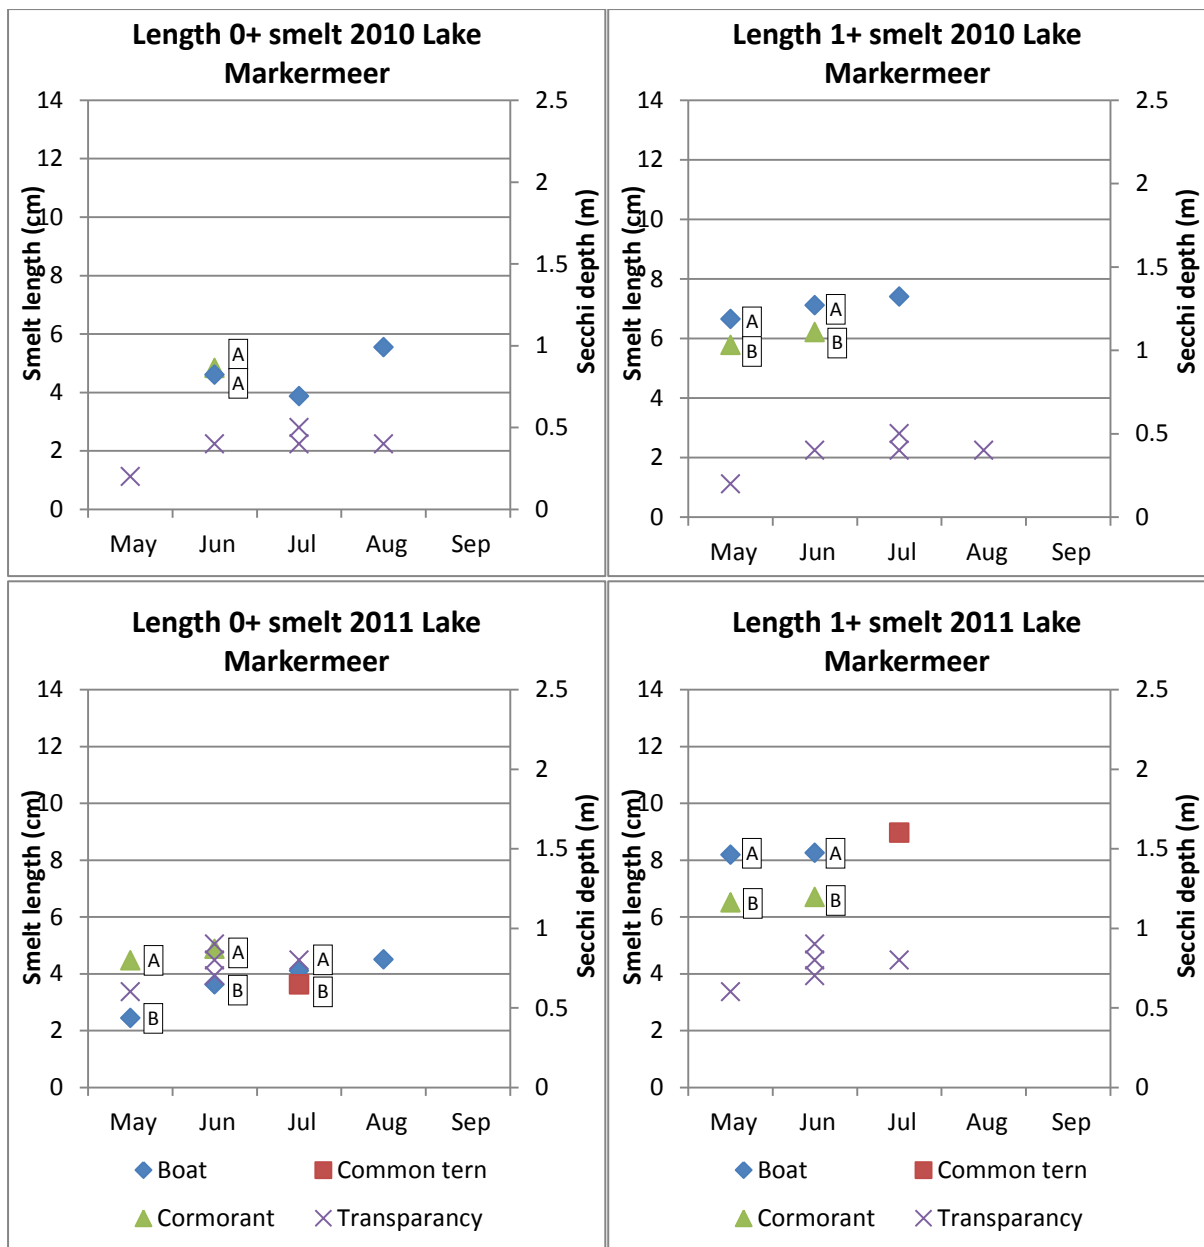 Length 0+ smelt 2010 Lake
Markermeer
Smelt length (cm)
14
12
10
8
6
4
2
0
2.5
2
1.5
1
0.5
0
Secchi depth (m)
A
A
May Jun Jul Aug Sep
Length 1+ smelt 2010 Lake
Markermeer
Smelt length (cm)
14
12
10
8
6
4
2
0
2.5
2
1.5
1
0.5
0
Secchi depth (m)
A
B
A
B
May Jun Jul Aug Sep
Length 0+ smelt 2011 Lake
Markermeer
Smelt length (cm)
14
12
10
8
6
4
2
0
2.5
2
1.5
1
0.5
0
Secchi depth (m)
A
B
A
B
A
B
May Jun Jul Aug Sep
Boat Common tern
Cormorant Transparancy
Length 1+ smelt 2011 Lake
Markermeer
Smelt length (cm)
14
12
10
8
6
4
2
0
2.5
2
1.5
1
0.5
0
Secchi depth (m)
A
B
A
B
May Jun Jul Aug Sep
Boat Common tern
Cormorant Transparancy